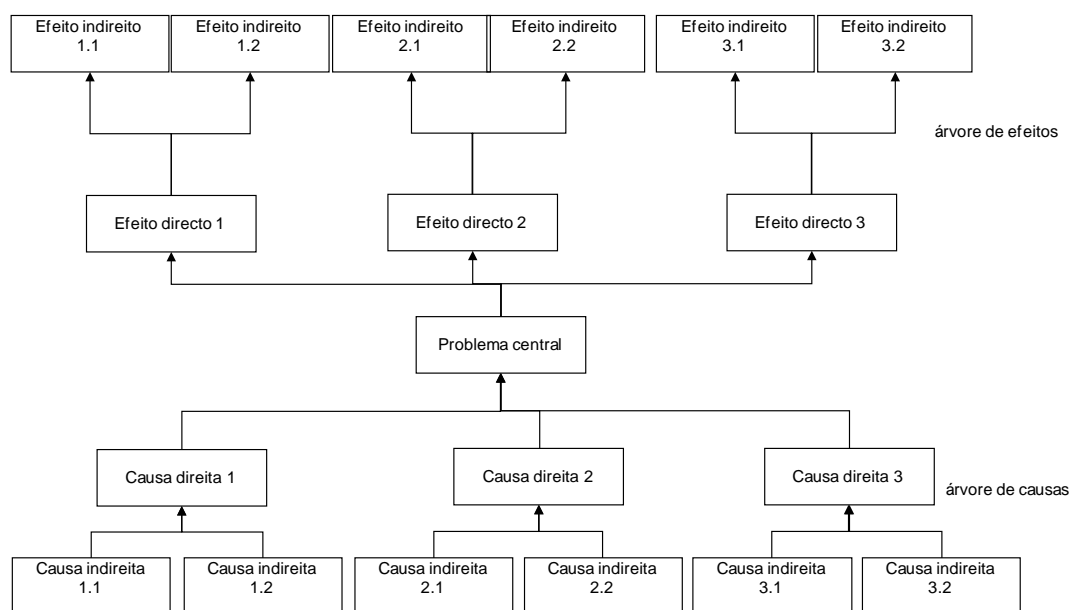 Efeito indireito
1.1
Efeito indireito
1.2
Efeito indireito
2.1
Efeito indireito
2.2
Efeito indireito
3.1
Efeito indireito
3.2
árvore de efeitos
Efeito directo 1
Efeito directo 2
Efeito directo 3
Problema central
Causa direita 1
Causa direita 2
Causa direita 3
árvore de causas
Causa indireita
1.1
Causa indireita
1.2
Causa indireita
2.1
Causa indireita
2.2
Causa indireita
3.1
Causa indireita
3.2